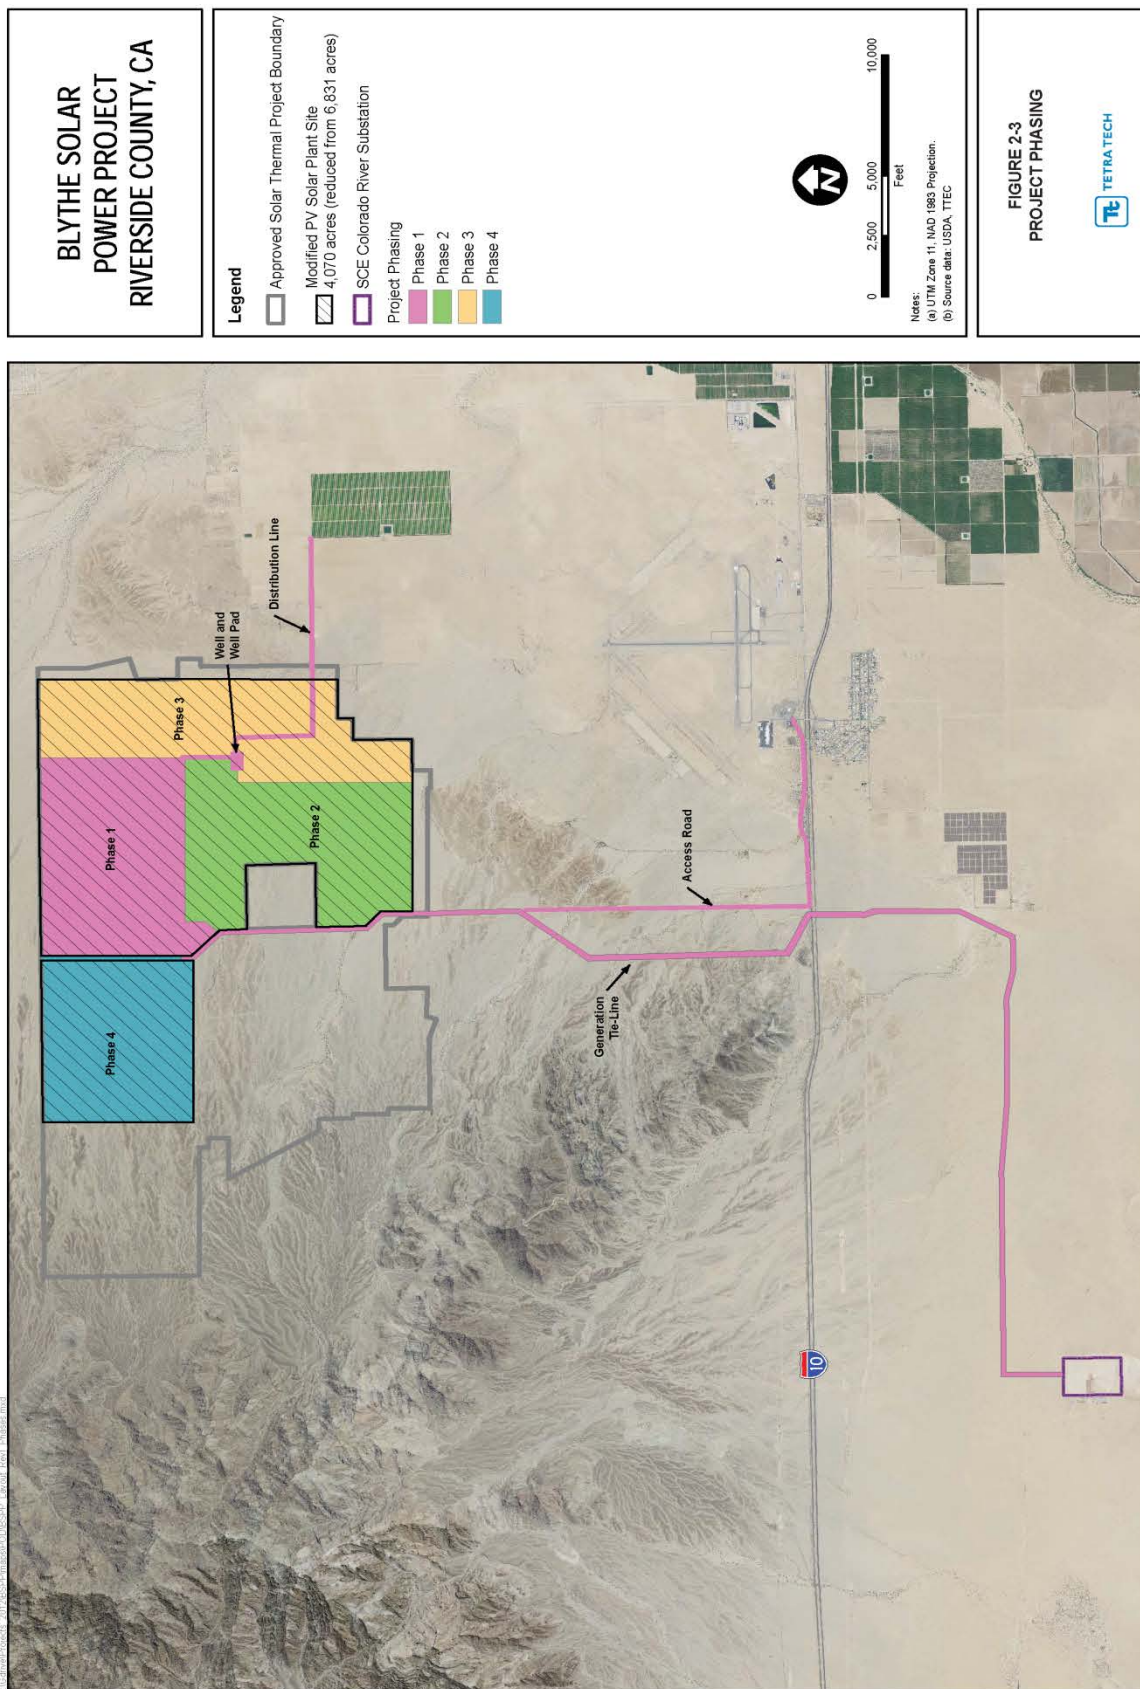 BLYTHE SOLAR
POWER PROJECT
RIVERSIDE COUNTY, CA
Legend
Approved Solar Thermal Project Boundary
Modified PV Solar Plant Site
4,070 acres (reduced from 6,831 acres)
SCE Colorado River Substation
Project Phasing
Phase 1
Phase 2
Phase 3
Phase 4
N
0 2,500 5,000 10,000
Feet
Notes:
(a) UTM Zone 11, NAD 1983 Projection.
(b) Source data: USDA, TTEC
FIGURE 2-3
PROJECT PHASING
Tt TETRA TECH
Phase 4
Phase 1
Phase 3
Phase 2
Well and
Well Pad
Distribution Line
Generation
Tie-Line
Access Road
10